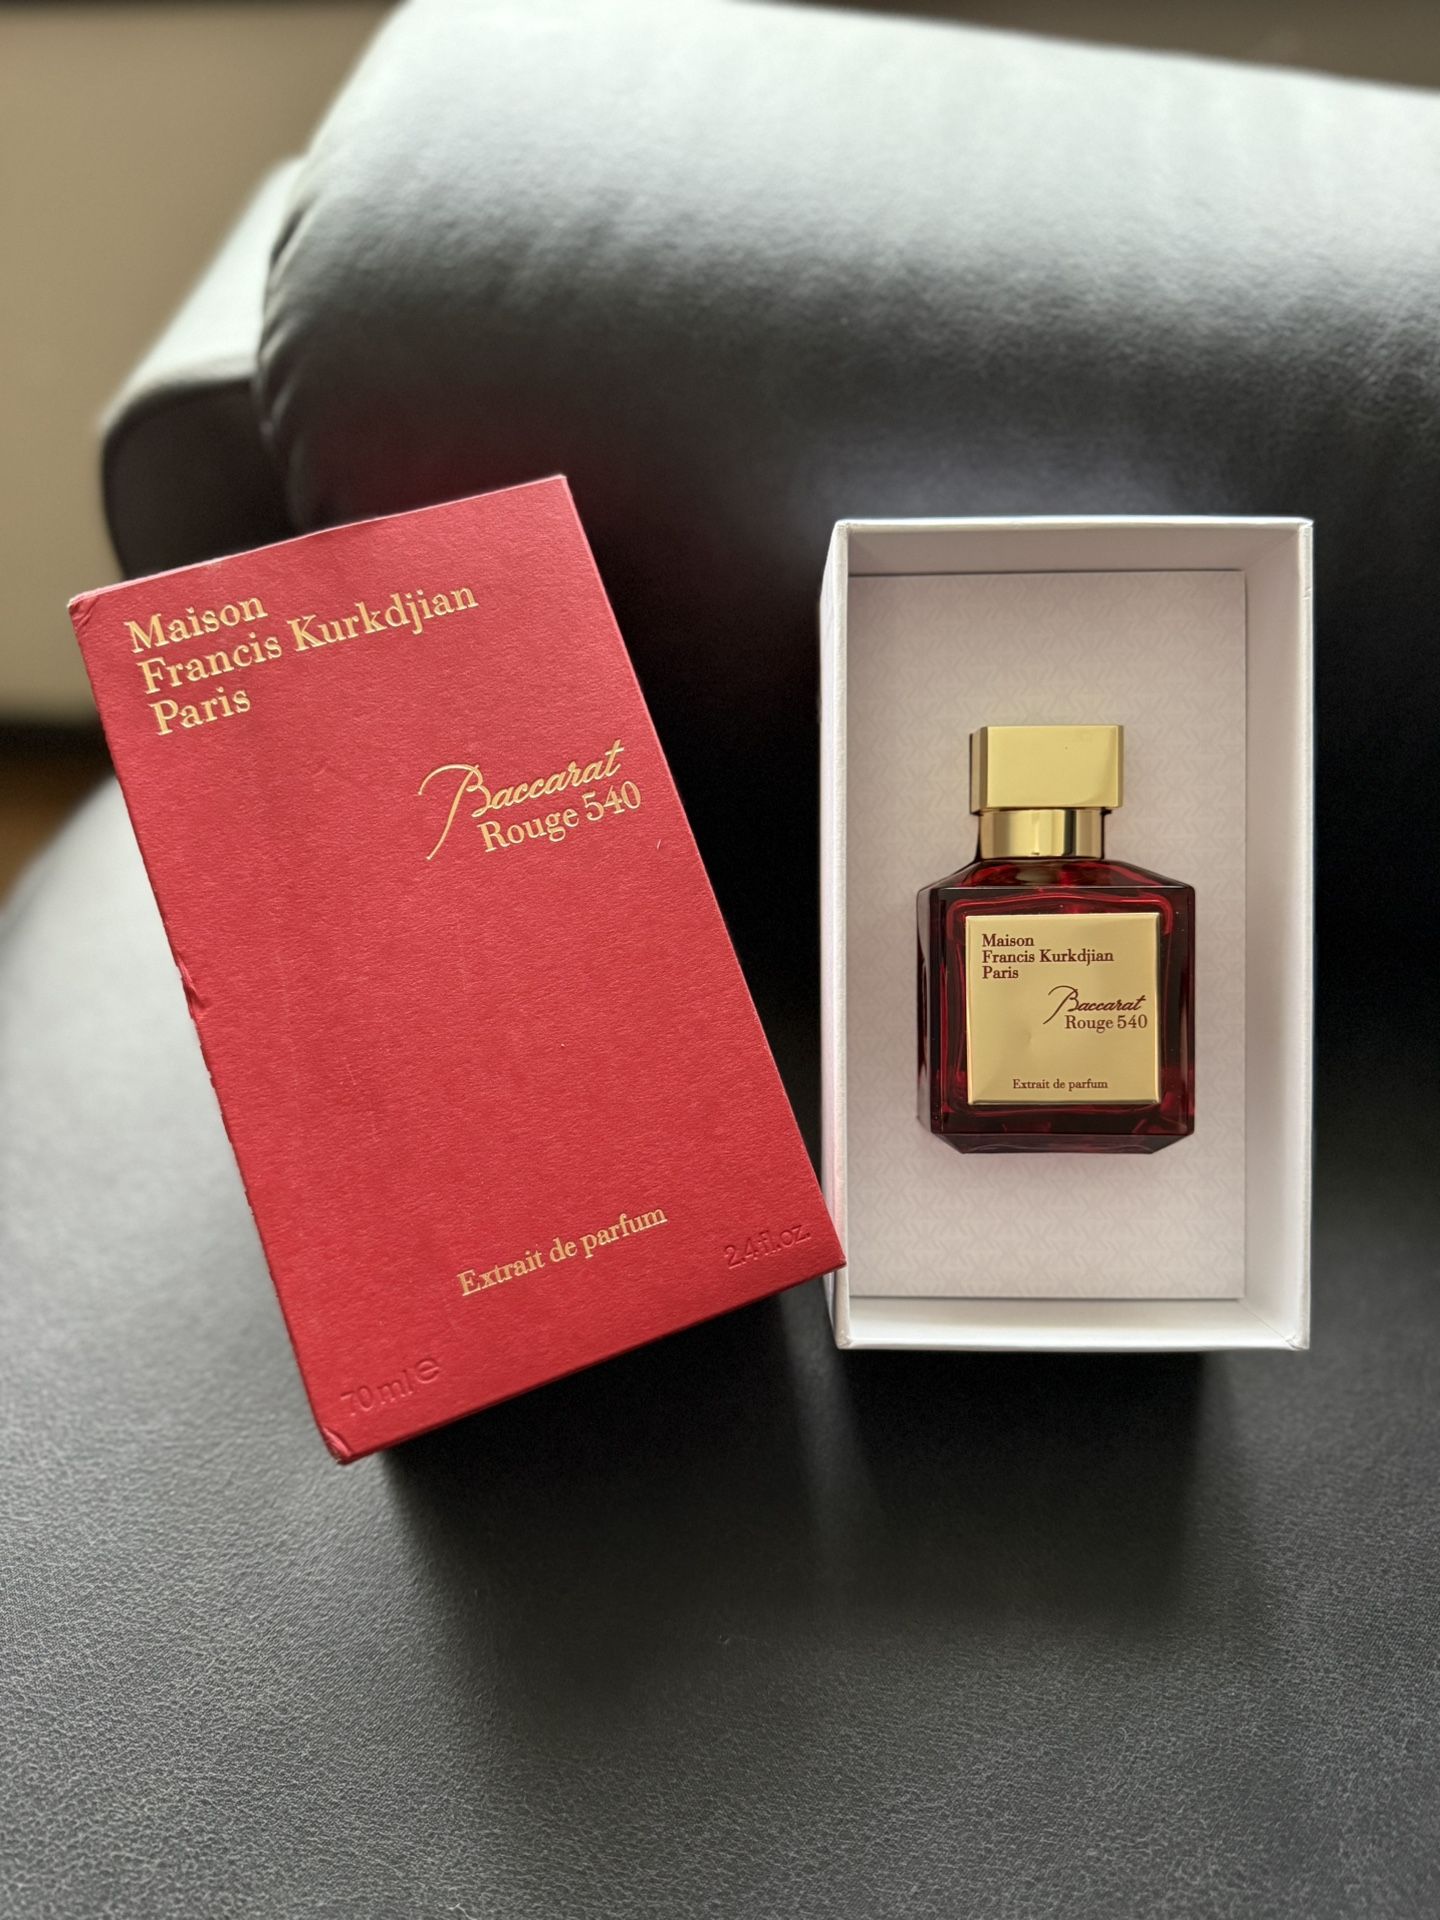 Maison
Francis Kurkdjian
Paris
Baccarat
Rouge 540
Extrait de parfum
2.4 fl.oz.
70 ml ℮
Maison
Francis Kurkdjian
Paris
Baccarat
Rouge 540
Extrait de parfum